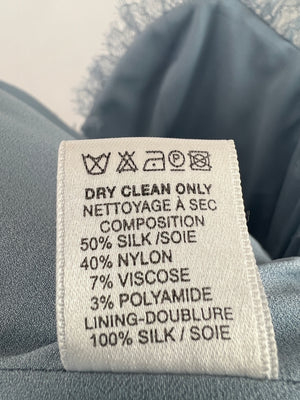 DRY CLEAN ONLY
NETTOYAGE À SEC
COMPOSITION
50% SILK /SOIE
40% NYLON
7% VISCOSE
3% POLYAMIDE
LINING-DOUBLURE
100% SILK / SOIE